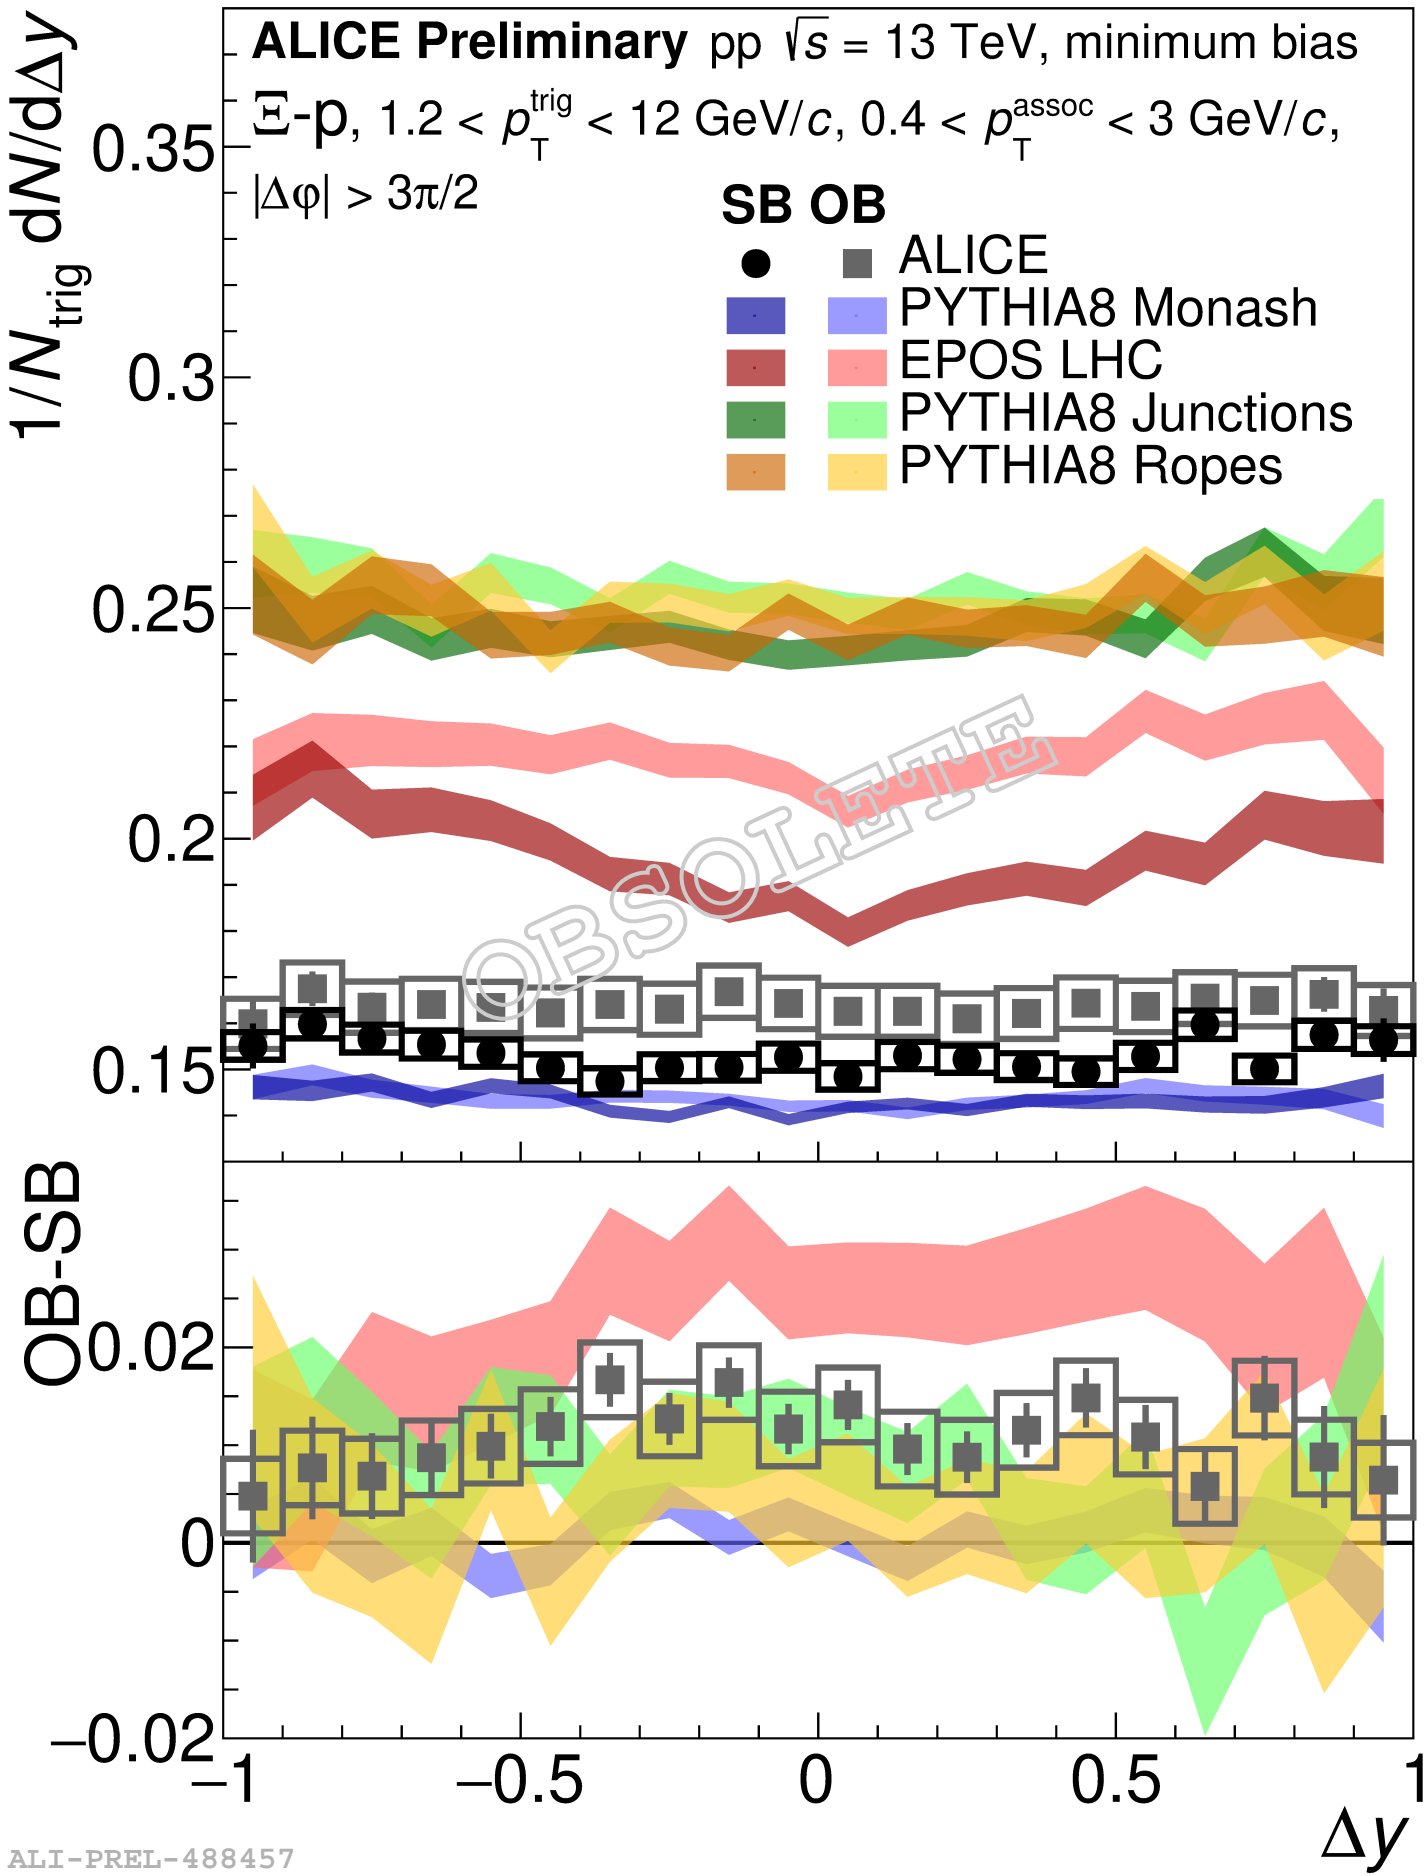 ALICE Preliminary pp √s = 13 TeV, minimum bias
Ξ-p, 1.2 < p_T^trig < 12 GeV/c, 0.4 < p_T^assoc < 3 GeV/c,
|Δφ| > 3π/2
SB OB
ALICE
PYTHIA8 Monash
EPOS LHC
PYTHIA8 Junctions
PYTHIA8 Ropes
1/N_trig dN/dΔy
0.35
0.3
0.25
0.2
0.15
OBSOLETE
OB-SB
0.02
0
−0.02
−1 −0.5 0 0.5 1
Δy
ALI-PREL-488457